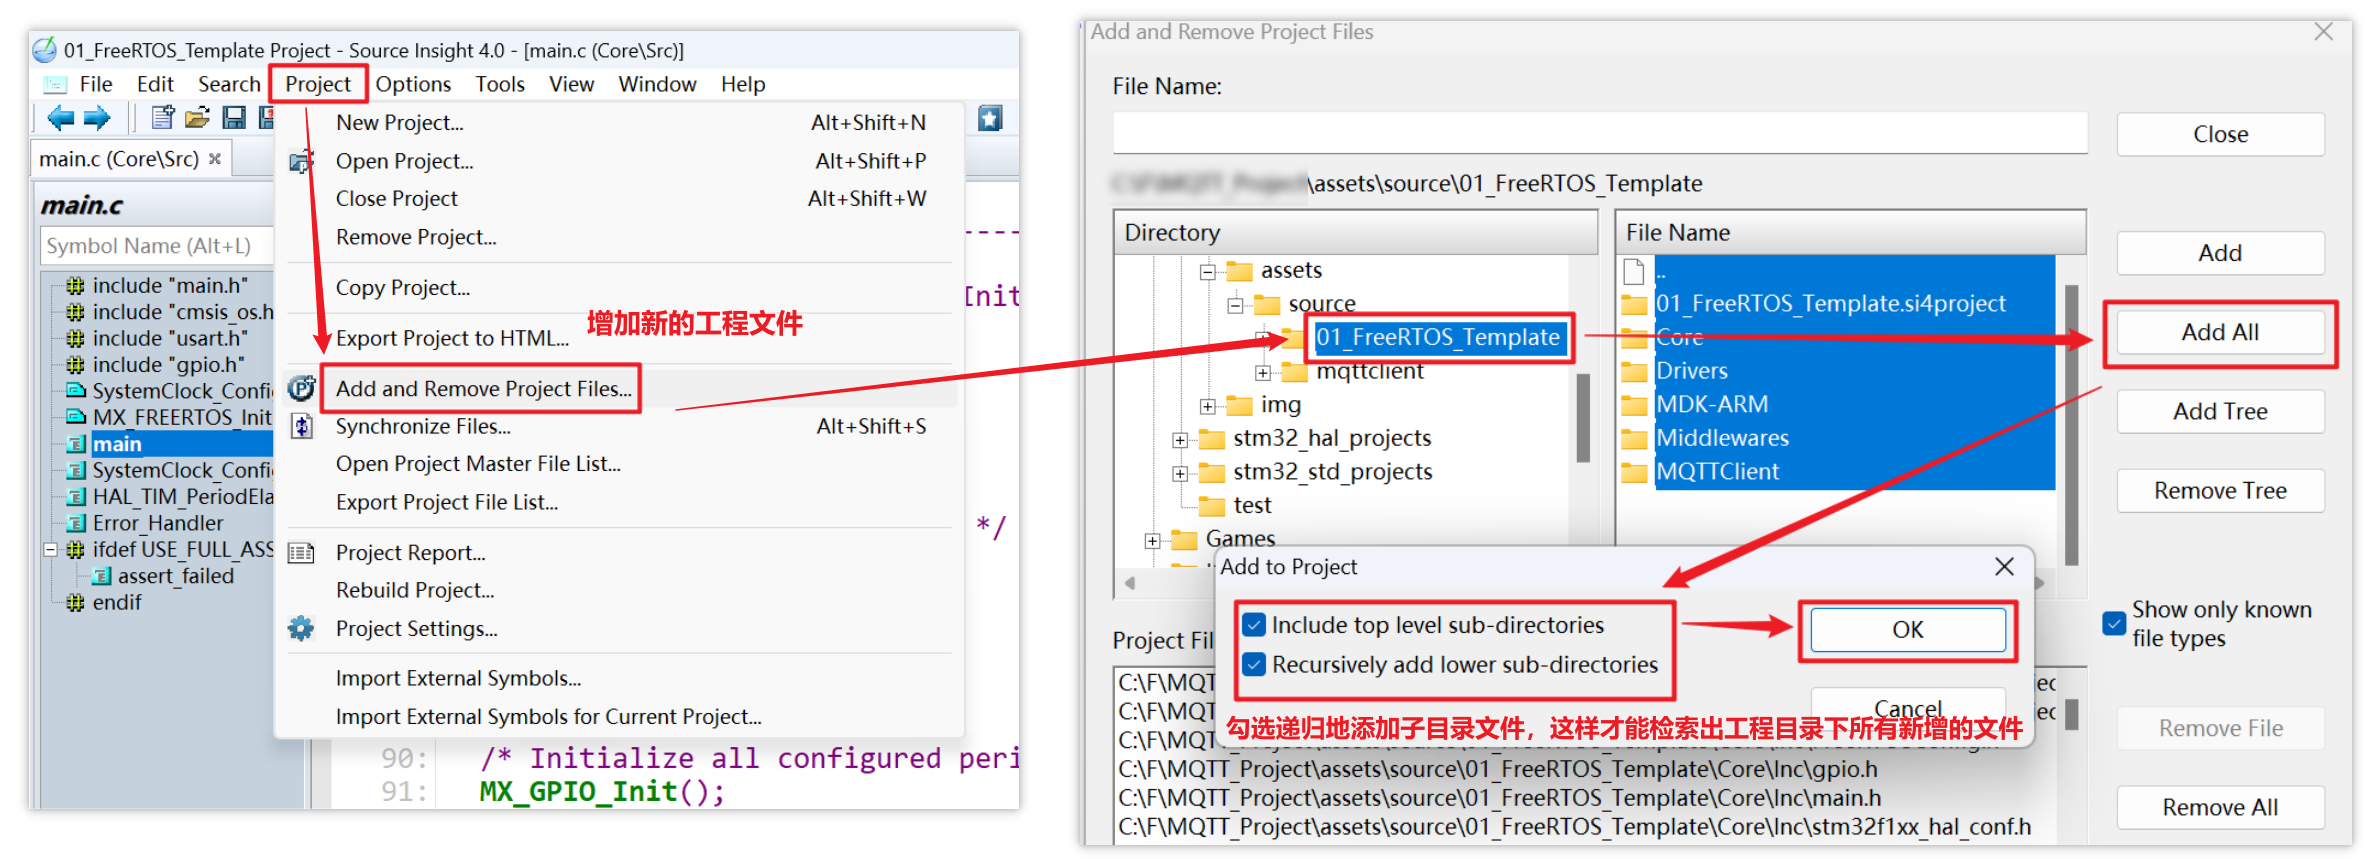 01_FreeRTOS_Template Project - Source Insight 4.0 - [main.c (Core\Src)]
File Edit Search Project Options Tools View Window Help
main.c (Core\Src)
main.c
Symbol Name (Alt+L)
include "main.h"
include "cmsis_os.h
include "usart.h"
include "gpio.h"
SystemClock_Confi
MX_FREERTOS_Init
main
SystemClock_Confi
HAL_TIM_PeriodEla
Error_Handler
ifdef USE_FULL_ASS
assert_failed
endif
New Project... Alt+Shift+N
Open Project... Alt+Shift+P
Close Project Alt+Shift+W
Remove Project...
Copy Project...
Export Project to HTML...
增加新的工程文件
Add and Remove Project Files...
Synchronize Files... Alt+Shift+S
Open Project Master File List...
Export Project File List...
Project Report...
Rebuild Project...
Project Settings...
Import External Symbols...
Import External Symbols for Current Project...
----
Init
*/
90: /* Initialize all configured peri
91: MX_GPIO_Init();
Add and Remove Project Files
File Name:
Close
\assets\source\01_FreeRTOS_Template
Directory
assets
source
01_FreeRTOS_Template
mqttclient
img
stm32_hal_projects
stm32_std_projects
test
Games
File Name
..
01_FreeRTOS_Template.si4project
Core
Drivers
MDK-ARM
Middlewares
MQTTClient
Add
Add All
Add Tree
Remove Tree
Show only known
file types
Remove File
Remove All
Add to Project
Include top level sub-directories
Recursively add lower sub-directories
OK
Cancel
勾选递归地添加子目录文件，这样才能检索出工程目录下所有新增的文件
Project Fil
C:\F\MQT
C:\F\MQT
C:\F\MQT
C:\F\MQTT_Project\assets\source\01_FreeRTOS_Template\Core\Inc\gpio.h
C:\F\MQTT_Project\assets\source\01_FreeRTOS_Template\Core\Inc\main.h
C:\F\MQTT_Project\assets\source\01_FreeRTOS_Template\Core\Inc\stm32f1xx_hal_conf.h